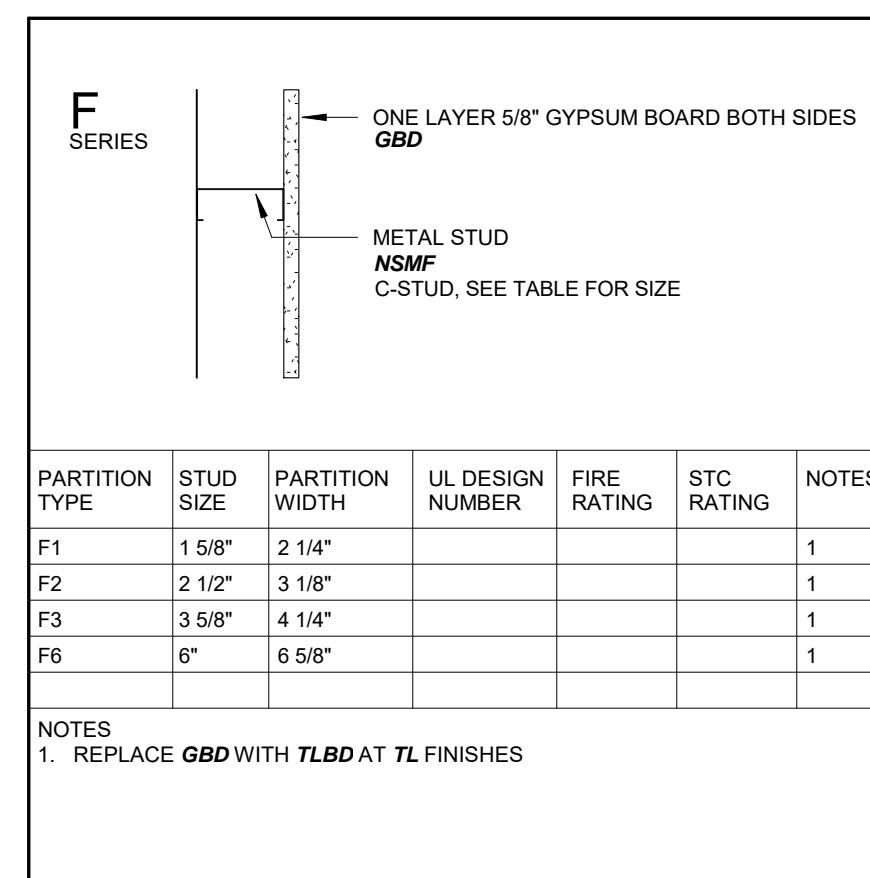 F
SERIES
ONE LAYER 5/8" GYPSUM BOARD BOTH SIDES
GBD
METAL STUD
NSMF
C-STUD, SEE TABLE FOR SIZE
PARTITION TYPE STUD SIZE PARTITION WIDTH UL DESIGN NUMBER FIRE RATING STC RATING NOTES
F1 1 5/8" 2 1/4" 1
F2 2 1/2" 3 1/8" 1
F3 3 5/8" 4 1/4" 1
F6 6" 6 5/8" 1
NOTES
1. REPLACE GBD WITH TLBD AT TL FINISHES